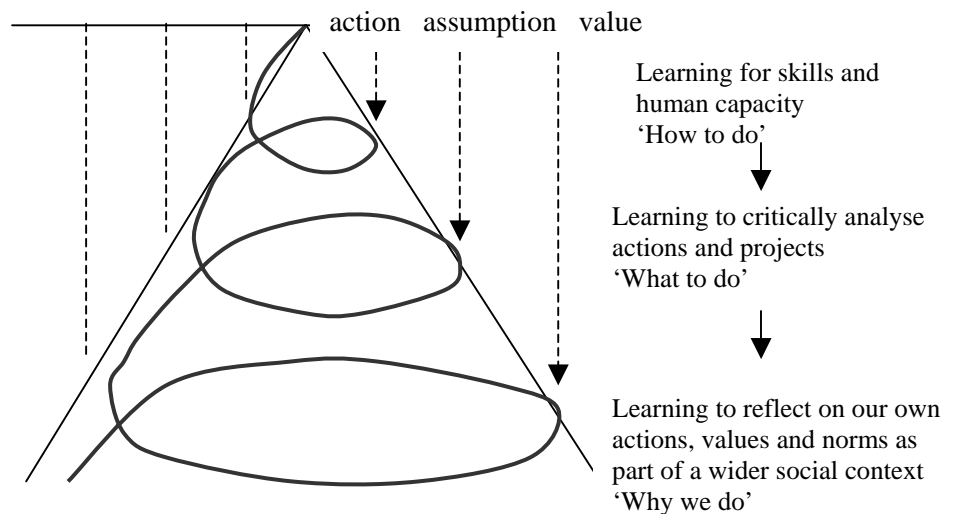 action assumption value
Learning for skills and
human capacity
‘How to do’
Learning to critically analyse
actions and projects
‘What to do’
Learning to reflect on our own
actions, values and norms as
part of a wider social context
‘Why we do’